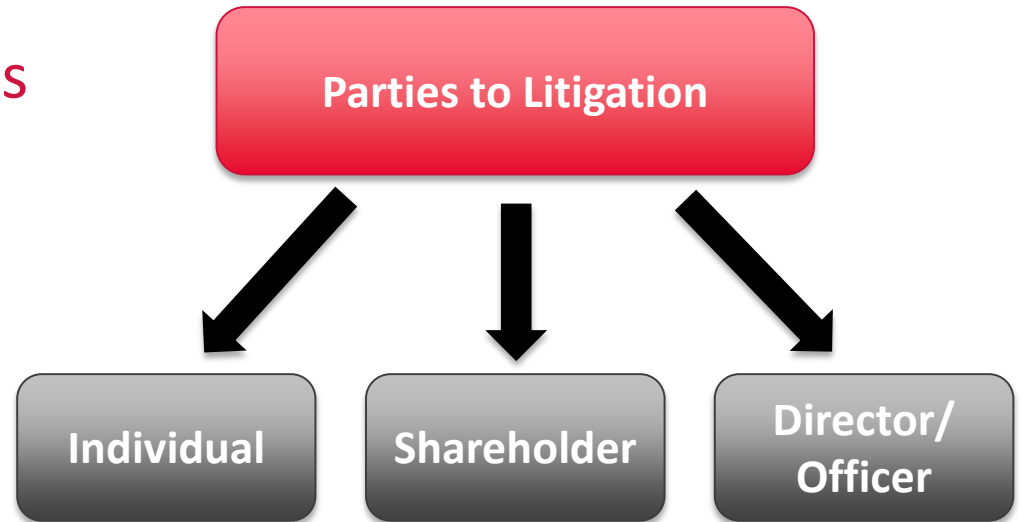 s
Parties to Litigation
Individual
Shareholder
Director/
Officer